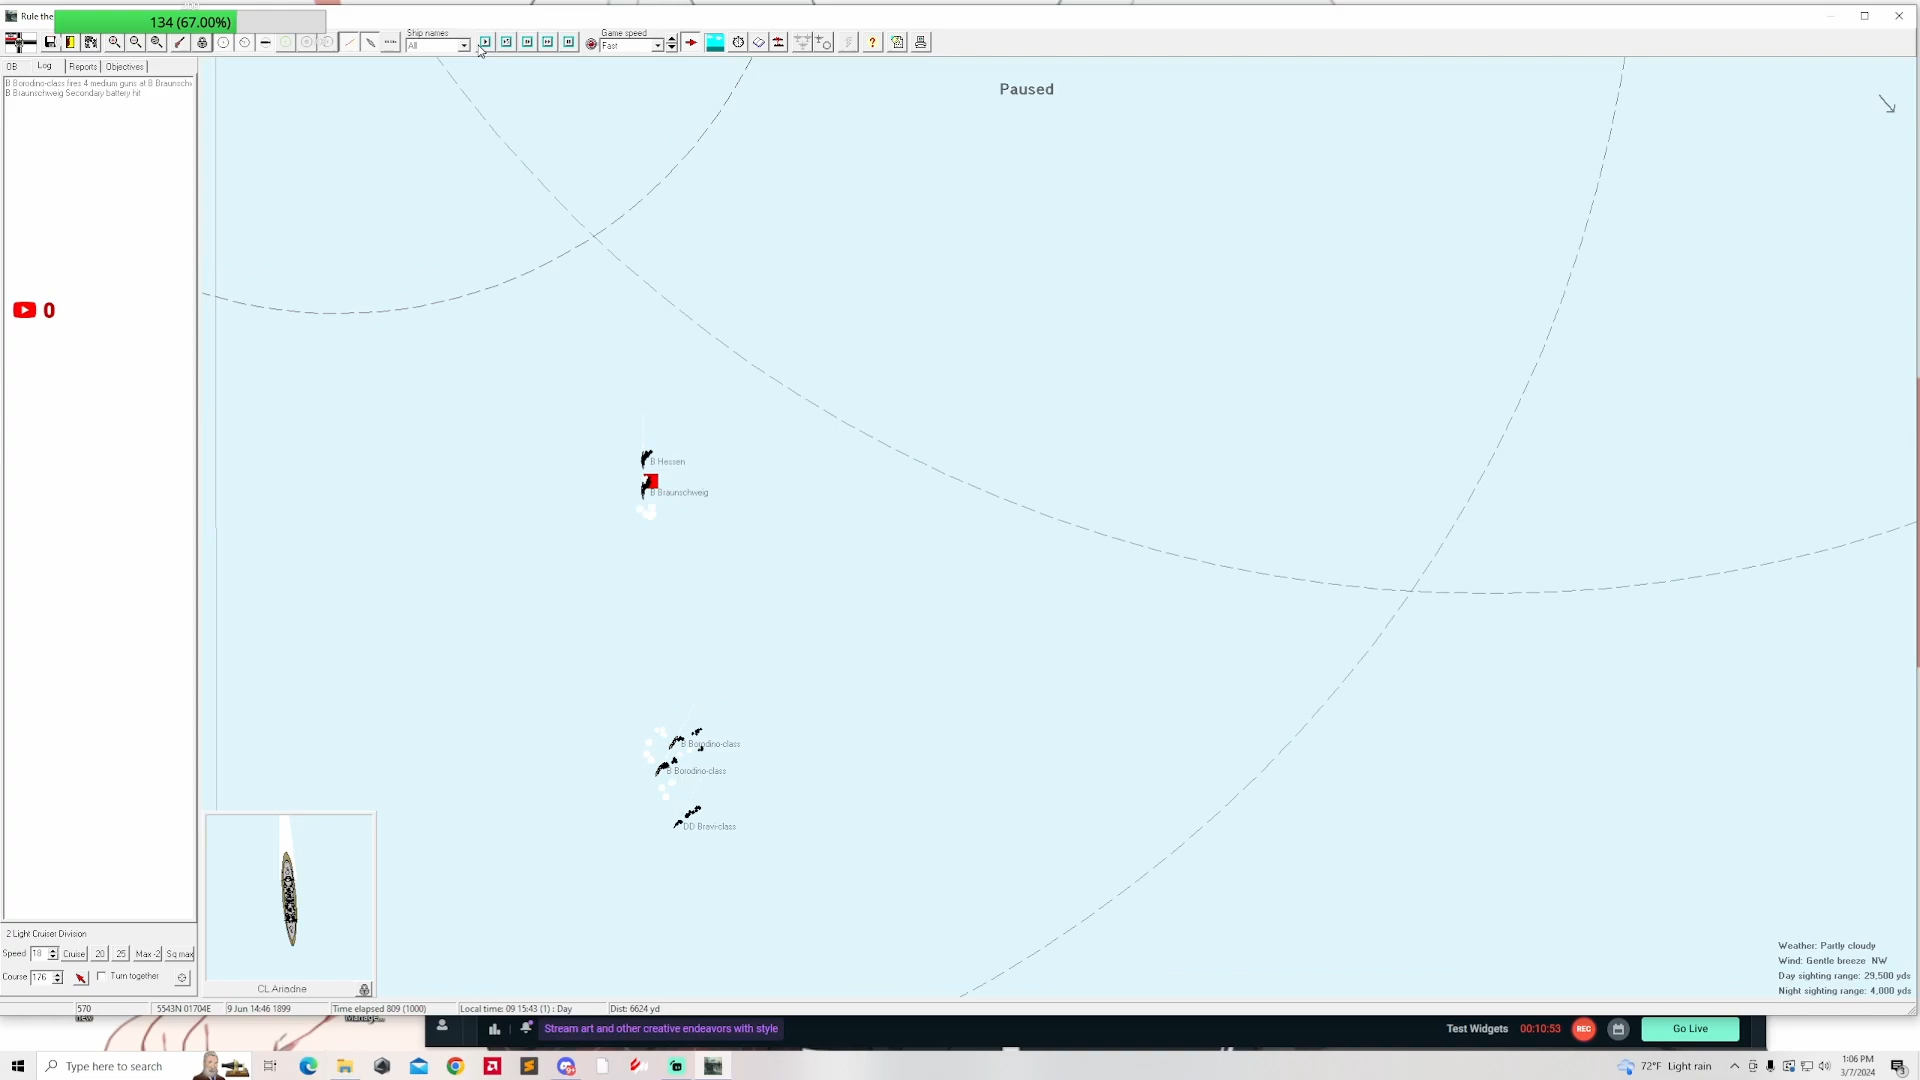 Rule the
134 (67.00%)
Ship names
All
Game speed
Fast
OB
Log
Reports
Objectives
B Borodino-class fires 4 medium guns at B Braunsch
B Braunschweig Secondary battery hit
Paused
0
B Hessen
B Braunschweig
B Borodino-class
B Borodino-class
DD Bravi-class
2 Light Cruiser Division
Speed 18 Cruise 20 25 Max -2 Sq max
Course 176 Turn together
CL Ariadne
Weather: Partly cloudy
Wind: Gentle breeze NW
Day sighting range: 29,500 yds
Night sighting range: 4,000 yds
570
5543N 01704E
9 Jun 14:46 1899
Time elapsed 809 (1000)
Local time: 09 15:43 (1) : Day
Dist: 6624 yd
new
Manage...
Stream art and other creative endeavors with style
Test Widgets
00:10:53
REC
Go Live
Type here to search
72°F Light rain
1:06 PM
3/7/2024
3